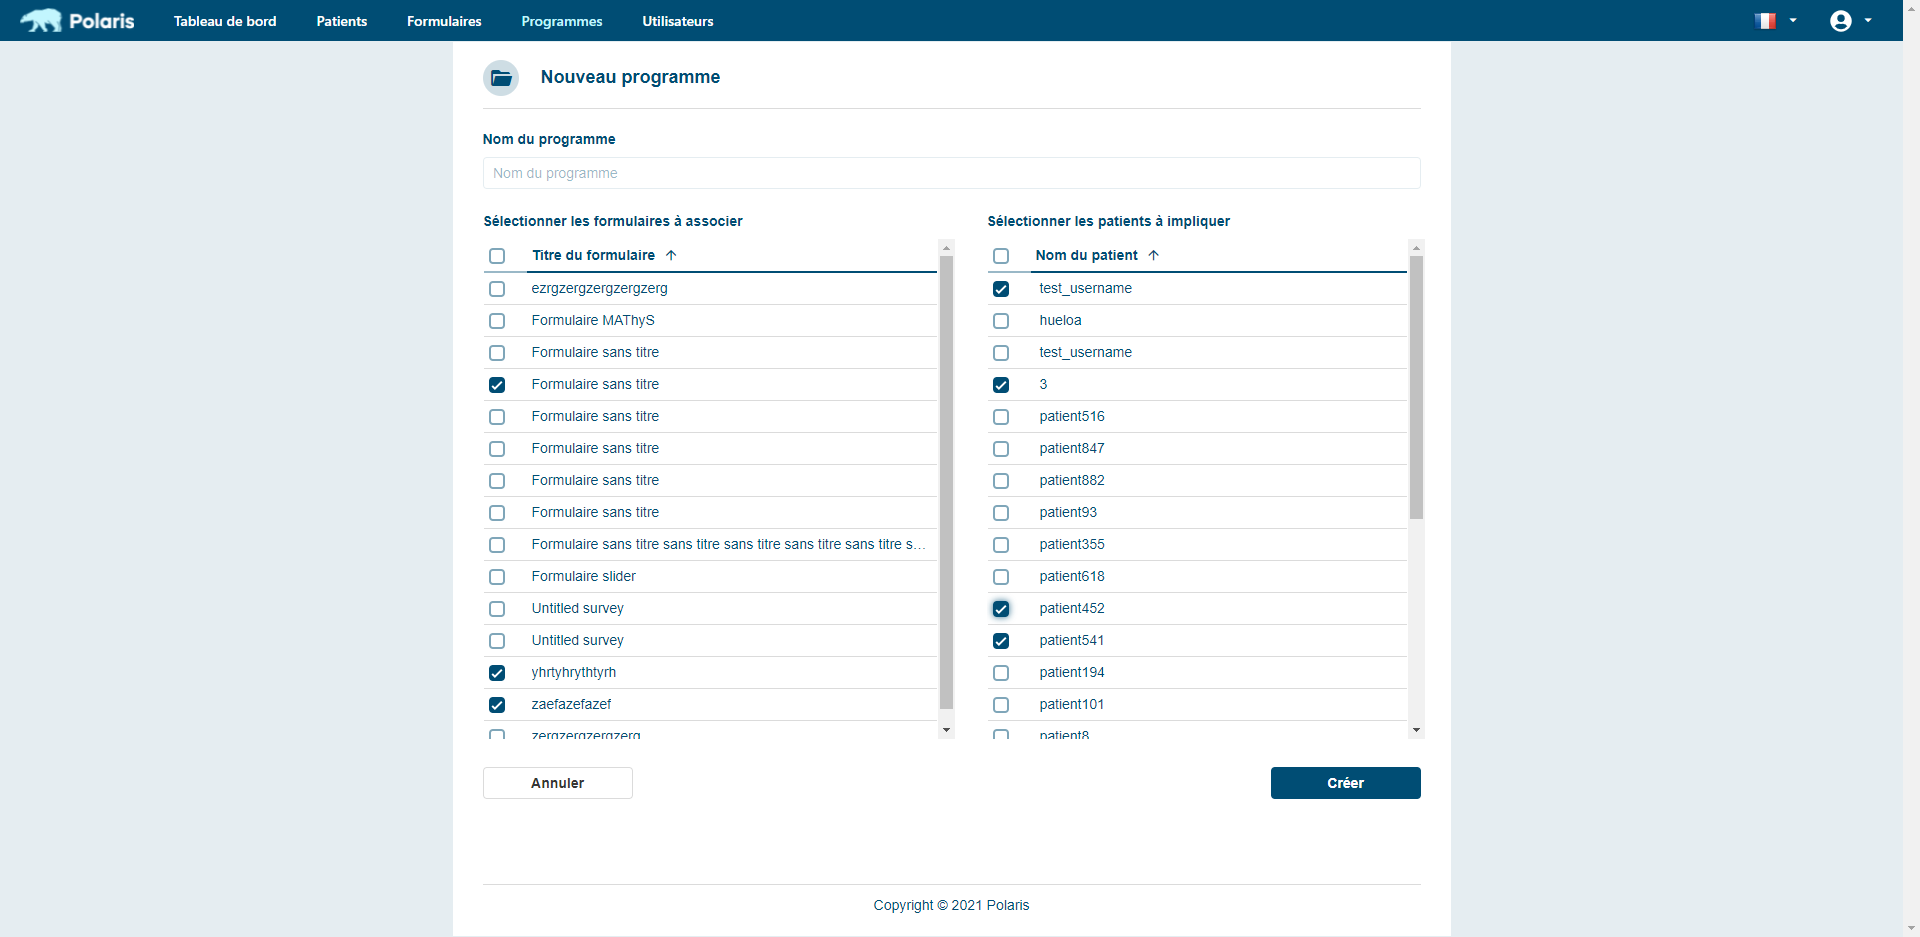 Polaris Tableau de bord Patients Formulaires Programmes Utilisateurs
Nouveau programme
Nom du programme
Nom du programme
Sélectionner les formulaires à associer
Titre du formulaire
ezrgzergzergzergzerg
Formulaire MAThyS
Formulaire sans titre
Formulaire sans titre
Formulaire sans titre
Formulaire sans titre
Formulaire sans titre
Formulaire sans titre
Formulaire sans titre sans titre sans titre sans titre sans titre s...
Formulaire slider
Untitled survey
Untitled survey
yhrtyhrythtyrh
zaefazefazef
zergzergzergzerg
Sélectionner les patients à impliquer
Nom du patient
test_username
hueloa
test_username
3
patient516
patient847
patient882
patient93
patient355
patient618
patient452
patient541
patient194
patient101
patient8
Annuler
Créer
Copyright © 2021 Polaris